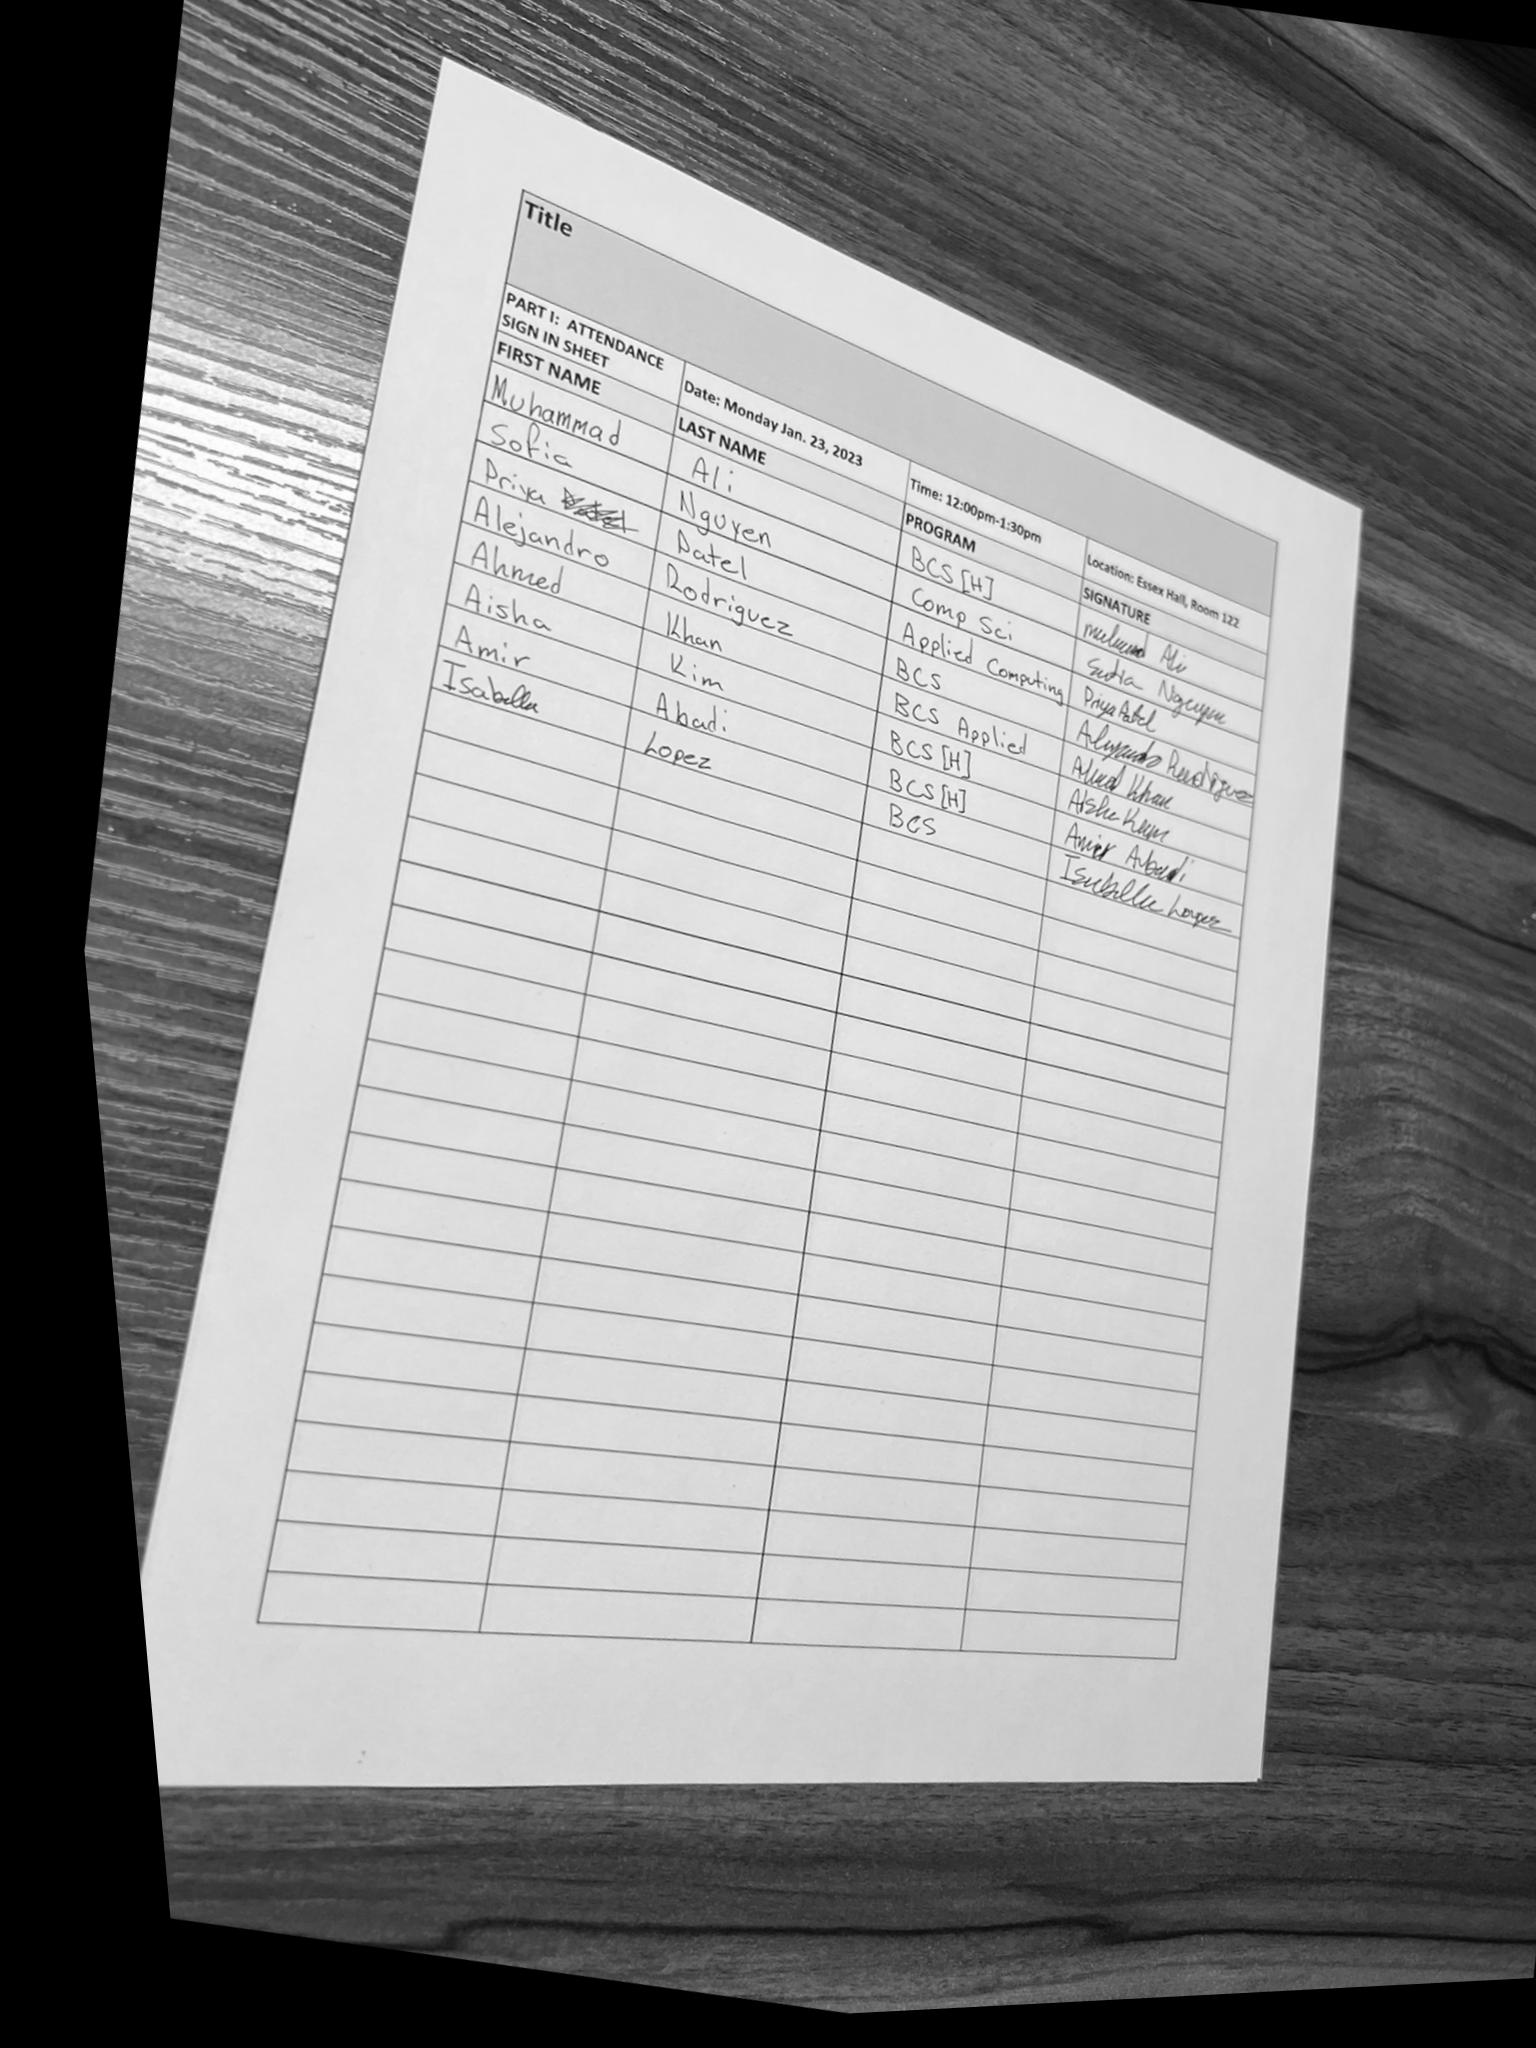 Title
PART I: ATTENDANCE SIGN IN SHEET Date: Monday Jan. 23, 2023 Time: 12:00pm-1:30pm Location: Essex Hall, Room 122
FIRST NAME LAST NAME PROGRAM SIGNATURE
Muhammad Ali BCS [H] Ali
Sofia Nguyen Comp Sci Sofia Nguyen
Priya Patel Applied Computing Priya Patel
Alejandro Rodriguez BCS Alejandro Rodriguez
Ahmed Khan BCS Applied Ahmed Khan
Aisha Kim BCS [H] Aisha Kim
Amir Abadi BCS [H] Amir Abadi
Isabella Lopez BCS Isabella Lopez